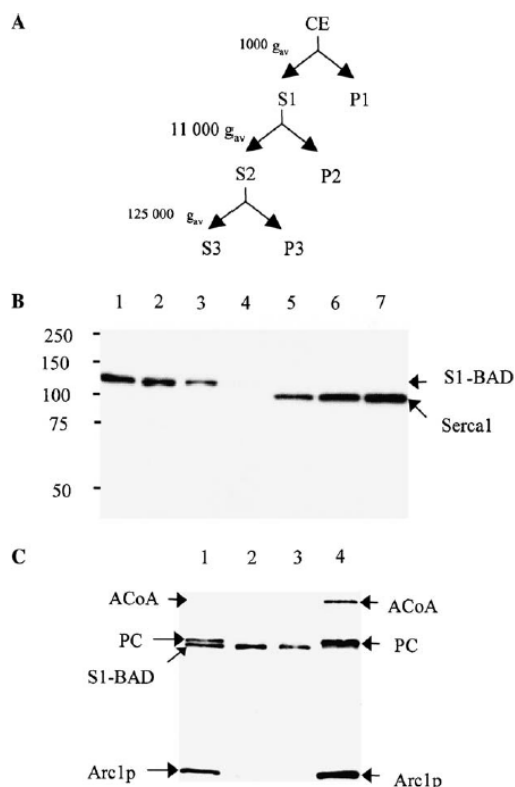 A
CE
1000 gav
S1 P1
11 000 gav
S2 P2
125 000 gav
S3 P3
B
1 2 3 4 5 6 7
250
150
100
75
50
S1-BAD
Serca1
C
1 2 3 4
ACoA ACoA
PC PC
S1-BAD
Arc1p Arc1p